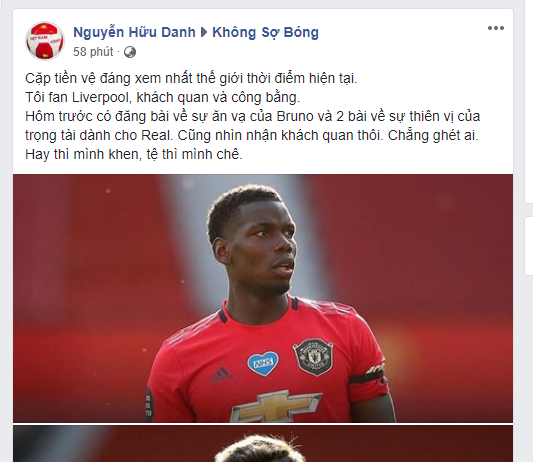 Nguyễn Hữu Danh ▸ Không Sợ Bóng
58 phút ·
Cặp tiền vệ đáng xem nhất thế giới thời điểm hiện tại.
Tôi fan Liverpool, khách quan và công bằng.
Hôm trước có đăng bài về sự ăn vạ của Bruno và 2 bài về sự thiên vị của
trọng tài dành cho Real. Cũng nhìn nhận khách quan thôi. Chẳng ghét ai.
Hay thì mình khen, tệ thì mình chê.
NHS